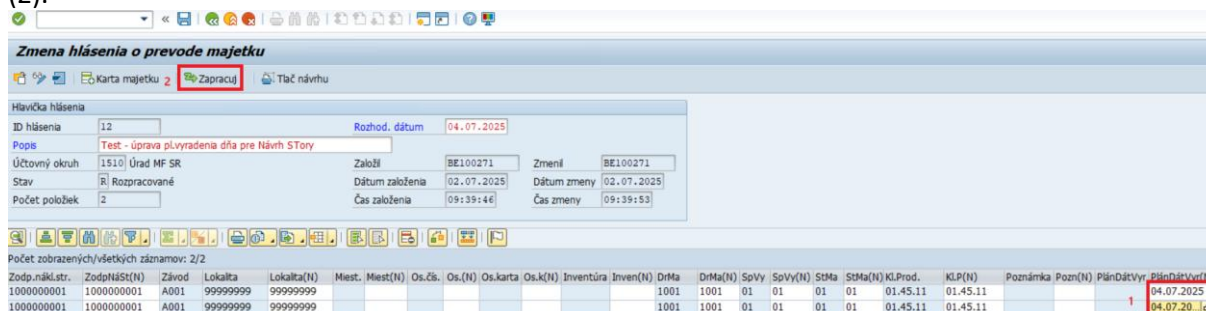 (2).
Zmena hlásenia o prevode majetku
Karta majetku 2 Zapracuj Tlač návrhu
Hlavička hlásenia
ID hlásenia 12 Rozhod. dátum 04.07.2025
Popis Test - úprava pl.vyradenia dňa pre Návrh STory
Účtovný okruh 1510 Úrad MF SR Založil BE100271 Zmenil BE100271
Stav R Rozpracované Dátum založenia 02.07.2025 Dátum zmeny 02.07.2025
Počet položiek 2 Čas založenia 09:39:46 Čas zmeny 09:39:53
Počet zobrazených/všetkých záznamov: 2/2
Zodp.nákl.str. ZodpNáSt(N) Závod Lokalita Lokalita(N) Miest. Miest(N) Os.čís. Os.(N) Os.karta Os.k(N) Inventúra Inven(N) DrMa DrMa(N) SpVy SpVy(N) StMa StMa(N) Kl.Prod. KL.P(N) Poznámka Pozn(N) PlánDátVyr PlánDátVyr(N
1000000001 1000000001 A001 99999999 99999999 1001 1001 01 01 01 01 01.45.11 01.45.11 04.07.2025
1000000001 1000000001 A001 99999999 99999999 1001 1001 01 01 01 01 01.45.11 01.45.11 1 04.07.20...